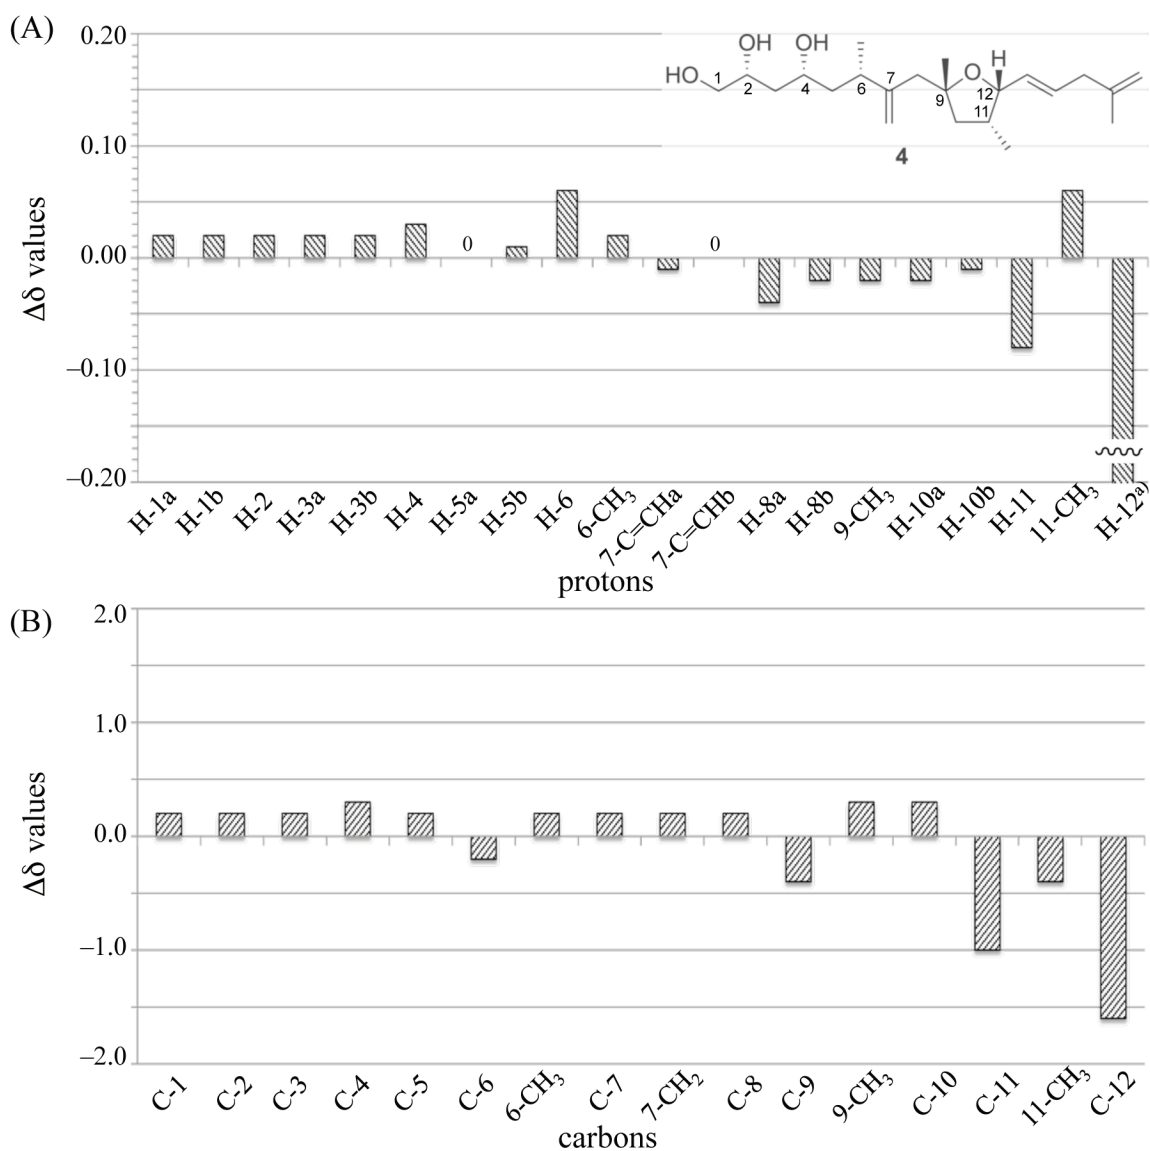 (A)
0.20
0.10
0.00
–0.10
–0.20
Δδ values
OH OH H
HO 1 2 4 6 7 9 O 12 11
4
0 0
H-1a H-1b H-2 H-3a H-3b H-4 H-5a H-5b H-6 6-CH₃ 7-C=CHa 7-C=CHb H-8a H-8b 9-CH₃ H-10a H-10b H-11 11-CH₃ H-12ᵃ⁾
protons
(B)
2.0
1.0
0.0
–1.0
–2.0
Δδ values
C-1 C-2 C-3 C-4 C-5 C-6 6-CH₃ C-7 7-CH₂ C-8 C-9 9-CH₃ C-10 C-11 11-CH₃ C-12
carbons